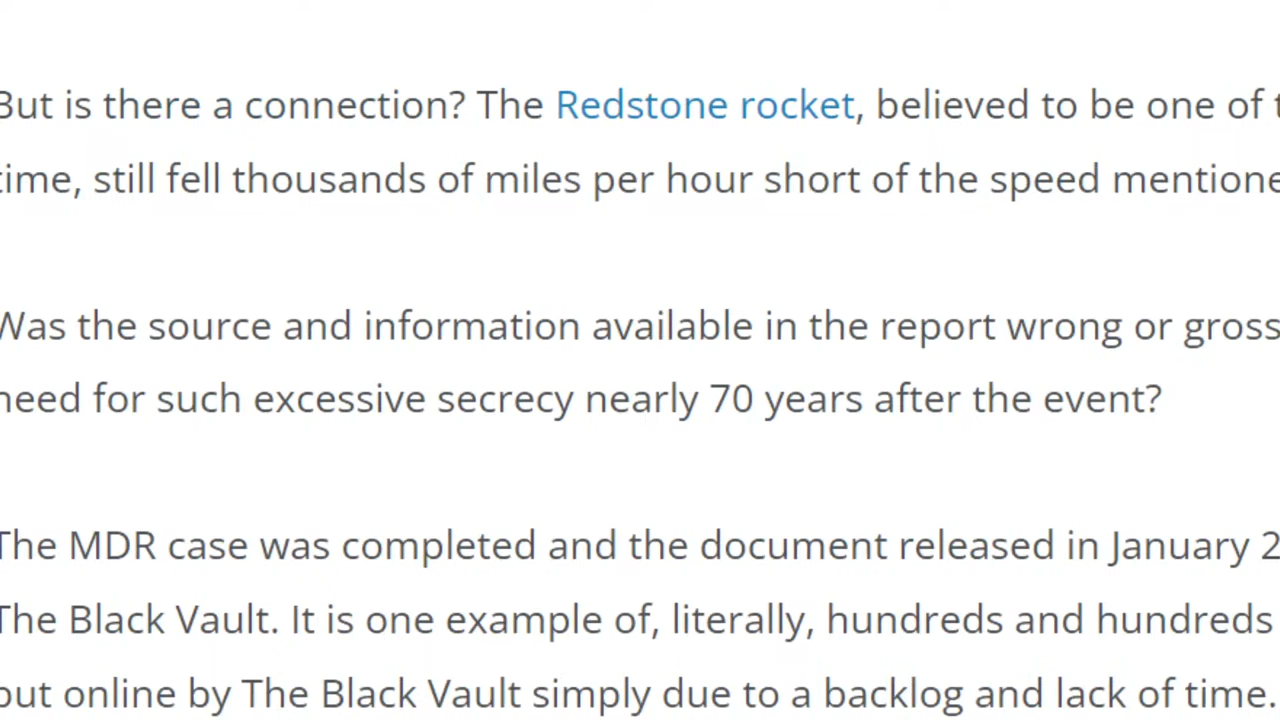 But is there a connection? The Redstone rocket, believed to be one of
time, still fell thousands of miles per hour short of the speed
Was the source and information available in the report wrong or
need for such excessive secrecy nearly 70 years after the event?
The MDR case was completed and the document released in January
The Black Vault. It is one example of, literally, hundreds and hundreds
put online by The Black Vault simply due to a backlog and lack of time.